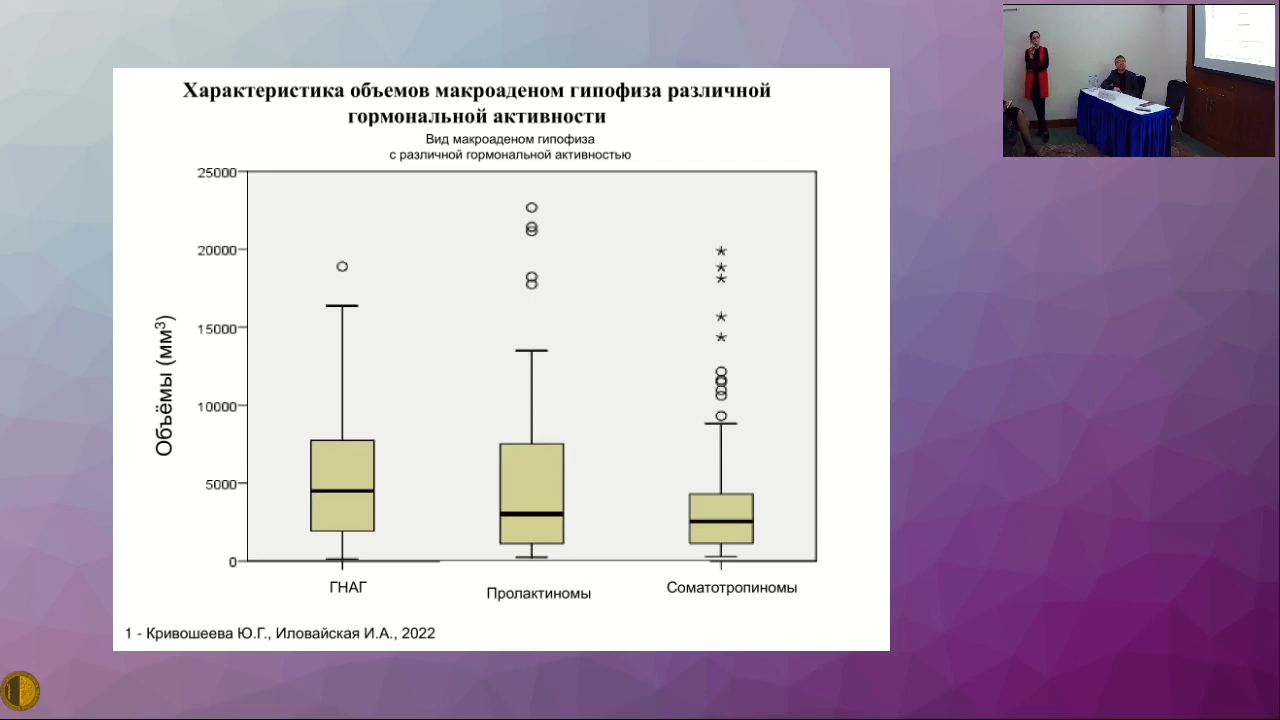 Характеристика объемов макроаденом гипофиза различной
гормональной активности
Вид макроаденом гипофиза
с различной гормональной активностью
Объёмы (мм³)
25000
20000
15000
10000
5000
0
ГНАГ
Пролактиномы
Соматотропиномы
1 - Кривошеева Ю.Г., Иловайская И.А., 2022